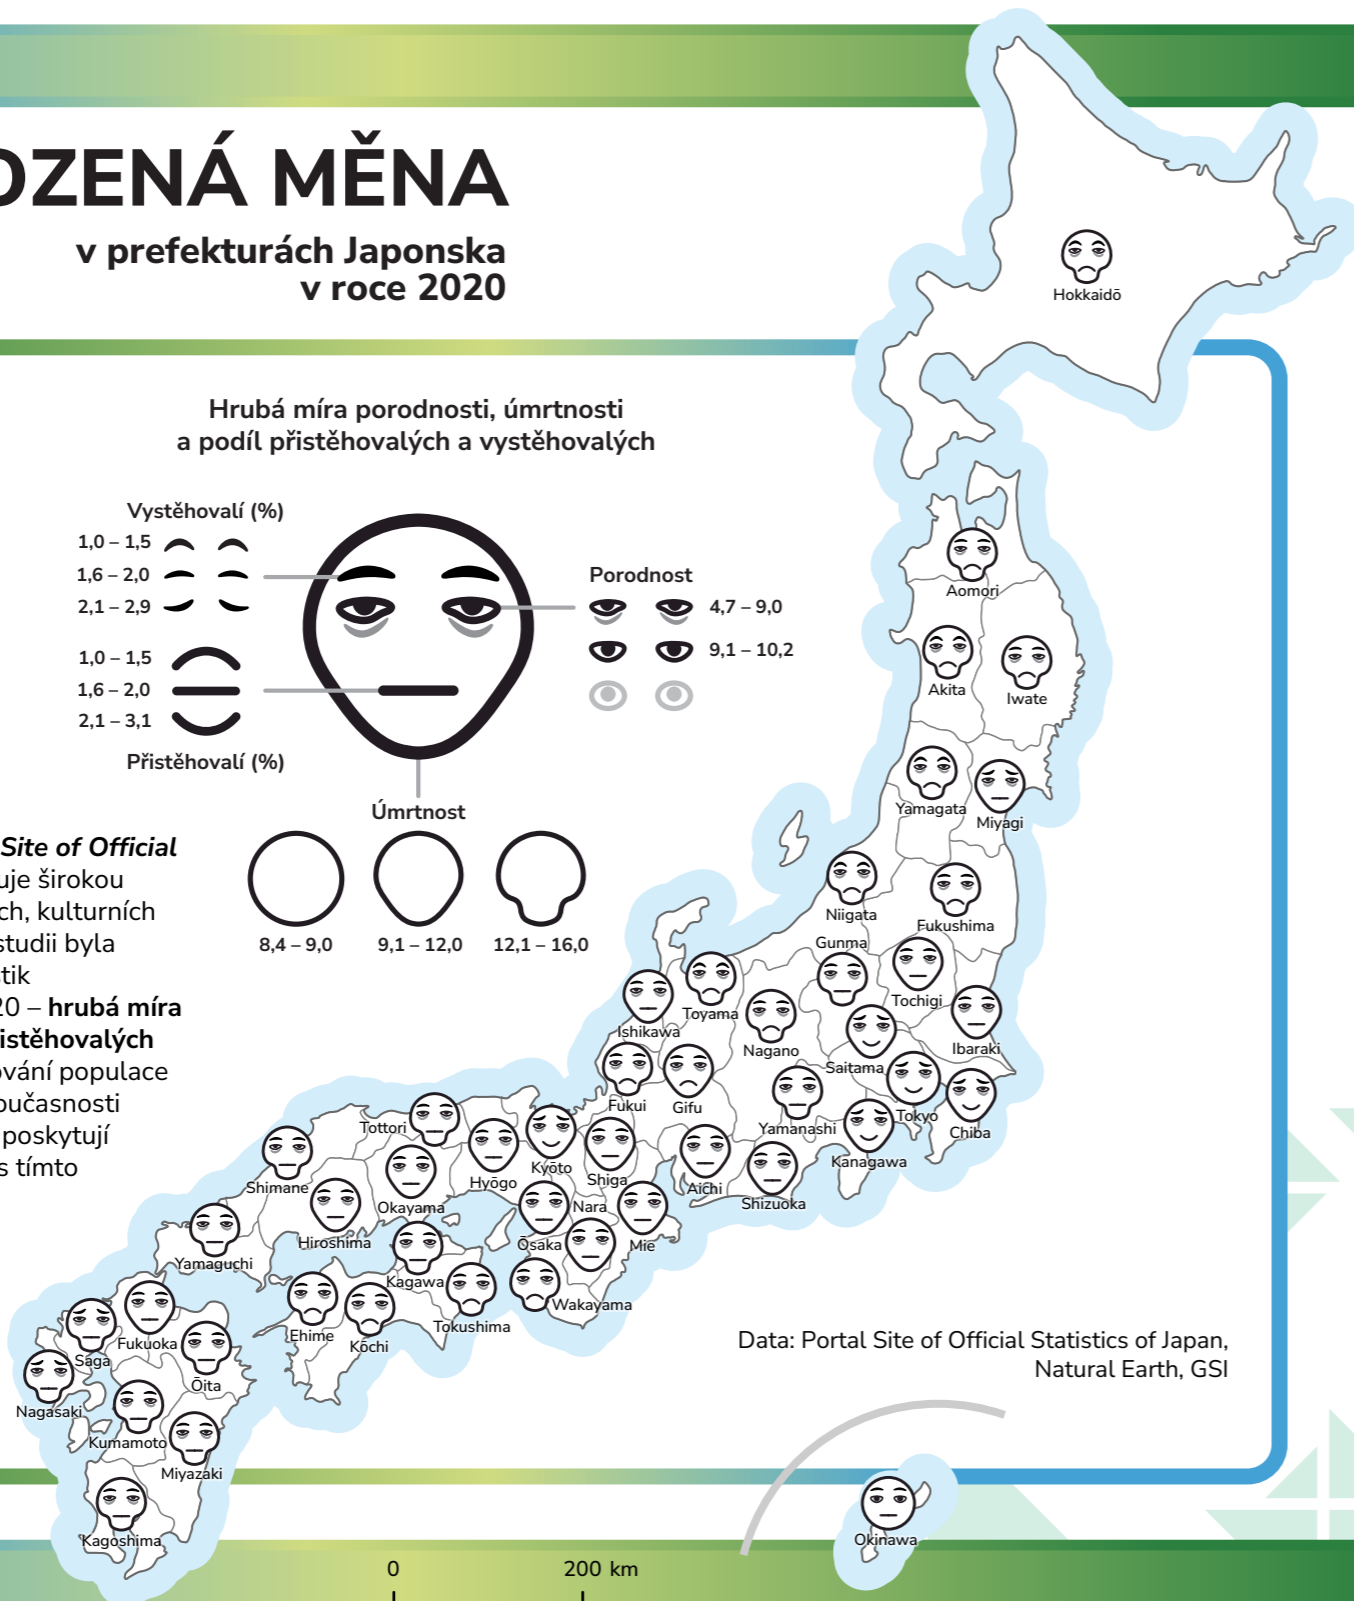 OZENÁ MĚNA
v prefekturách Japonska
v roce 2020
Hrubá míra porodnosti, úmrtnosti
a podíl přistěhovalých a vystěhovalých
Vystěhovalí (%)
1,0 – 1,5
1,6 – 2,0
2,1 – 2,9
1,0 – 1,5
1,6 – 2,0
2,1 – 3,1
Přistěhovalí (%)
Porodnost
4,7 – 9,0
9,1 – 10,2
Úmrtnost
8,4 – 9,0
9,1 – 12,0
12,1 – 16,0
Site of Official
uje širokou
ch, kulturních
studii byla
tik
20 – hrubá míra
istěhovalých
ování populace
oučasnosti
poskytují
s tímto
Hokkaidō
Aomori
Akita
Iwate
Yamagata
Miyagi
Niigata
Fukushima
Gunma
Tochigi
Toyama
Ishikawa
Nagano
Ibaraki
Saitama
Fukui
Gifu
Tokyo
Yamanashi
Chiba
Kanagawa
Tottori
Kyōto
Shiga
Hyōgo
Aichi
Shizuoka
Shimane
Okayama
Nara
Hiroshima
Ōsaka
Mie
Yamaguchi
Kagawa
Wakayama
Tokushima
Ehime
Kōchi
Fukuoka
Saga
Ōita
Nagasaki
Kumamoto
Miyazaki
Kagoshima
Okinawa
Data: Portal Site of Official Statistics of Japan,
Natural Earth, GSI
0 200 km